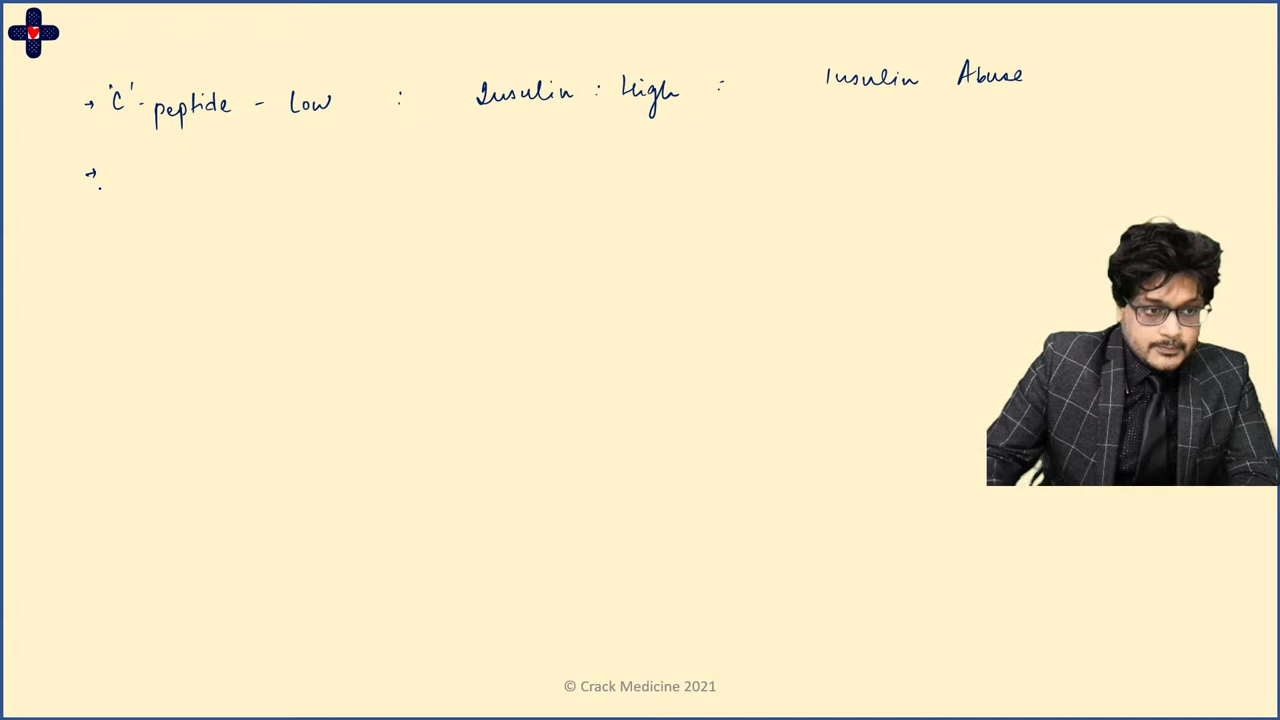 → 'C'-peptide - Low : Insulin : High : Insulin Abuse
→
© Crack Medicine 2021